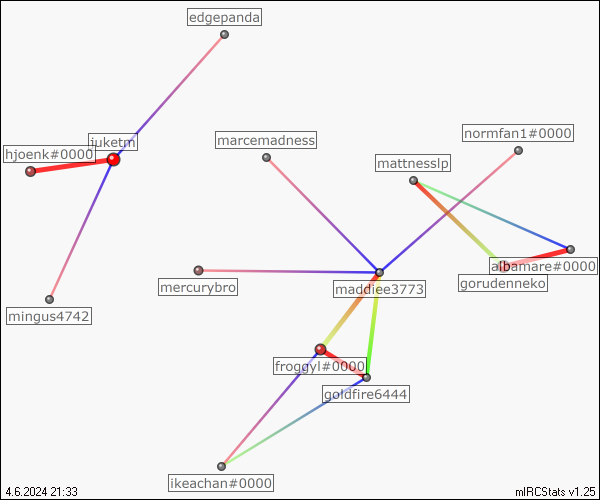 edgepanda
iuketm
hjoenk#0000
marcemadness
normfan1#0000
mattnesslp
albamare#0000
gorudenneko
mercurybro
maddiee3773
mingus4742
froggyl#0000
goldfire6444
ikeachan#0000
4.6.2024 21:33
mIRCStats v1.25